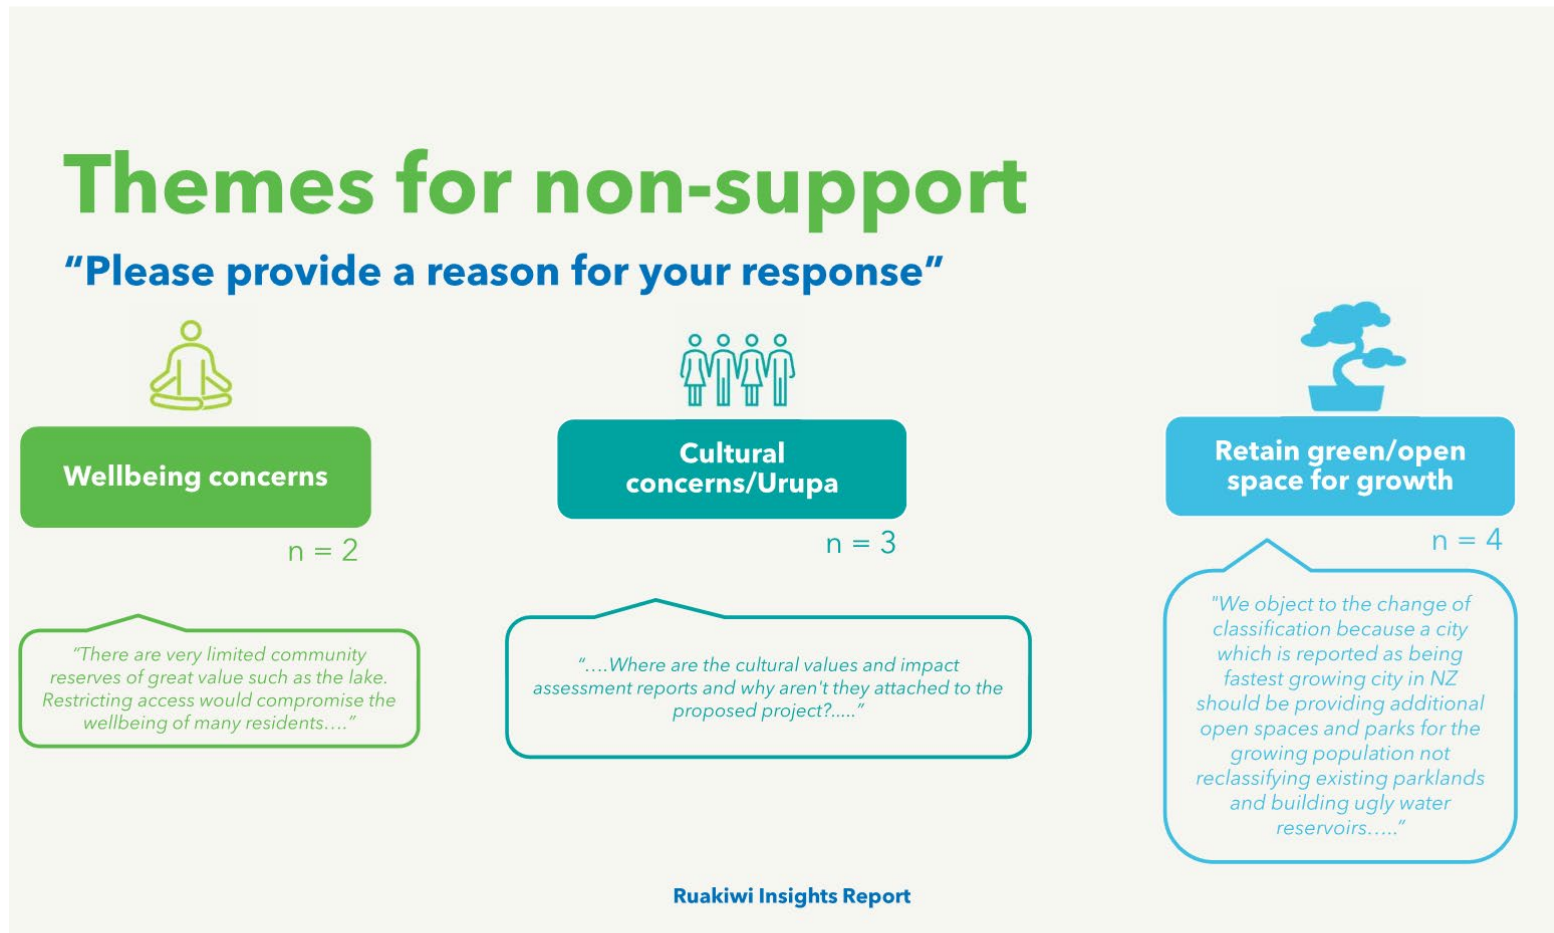 Themes for non-support
“Please provide a reason for your response”
Wellbeing concerns
n = 2
“There are very limited community
reserves of great value such as the lake.
Restricting access would compromise the
wellbeing of many residents….”
Cultural
concerns/Urupa
n = 3
“….Where are the cultural values and impact
assessment reports and why aren't they attached to the
proposed project?.....”
Retain green/open
space for growth
n = 4
"We object to the change of
classification because a city
which is reported as being
fastest growing city in NZ
should be providing additional
open spaces and parks for the
growing population not
reclassifying existing parklands
and building ugly water
reservoirs…..”
Ruakiwi Insights Report